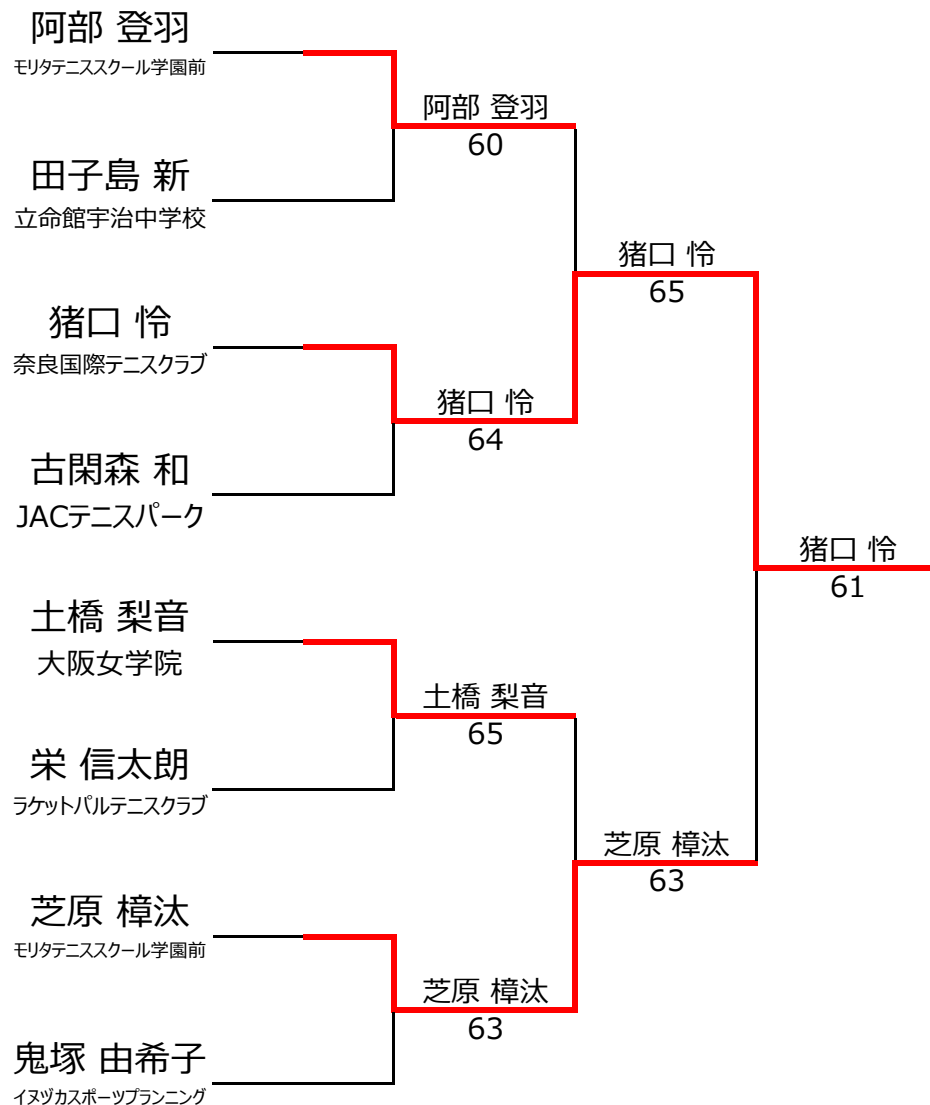 阿部 登羽
モリタテニススクール学園前
阿部 登羽
60
田子島 新
立命館宇治中学校
猪口 怜
65
猪口 怜
奈良国際テニスクラブ
猪口 怜
64
古閑森 和
JACテニスパーク
猪口 怜
61
土橋 梨音
大阪女学院
土橋 梨音
65
栄 信太朗
ラケットパルテニスクラブ
芝原 樟汰
63
芝原 樟汰
モリタテニススクール学園前
芝原 樟汰
63
鬼塚 由希子
イヌヅカスポーツプランニング